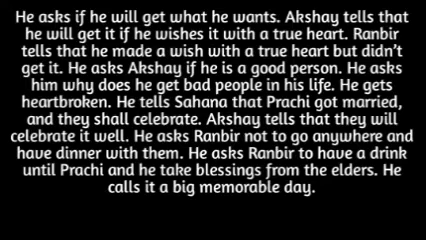 He asks if he will get what he wants. Akshay tells that
he will get it if he wishes it with a true heart. Ranbir
tells that he made a wish with a true heart but didn’t
get it. He asks Akshay if he is a good person. He asks
him why does he get bad people in his life. He gets
heartbroken. He tells Sahana that Prachi got married,
and they shall celebrate. Akshay tells that they will
celebrate it well. He asks Ranbir not to go anywhere and
have dinner with them. He asks Ranbir to have a drink
until Prachi and he take blessings from the elders. He
calls it a big memorable day.